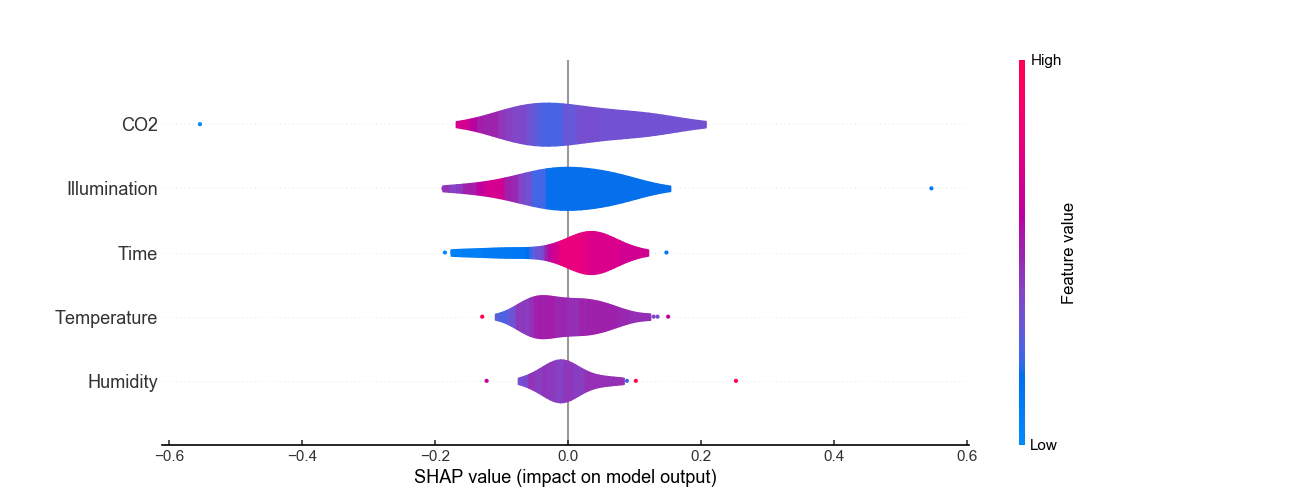 High
CO2
Illumination
Time
Temperature
Humidity
Feature value
Low
−0.6 −0.4 −0.2 0.0 0.2 0.4 0.6
SHAP value (impact on model output)